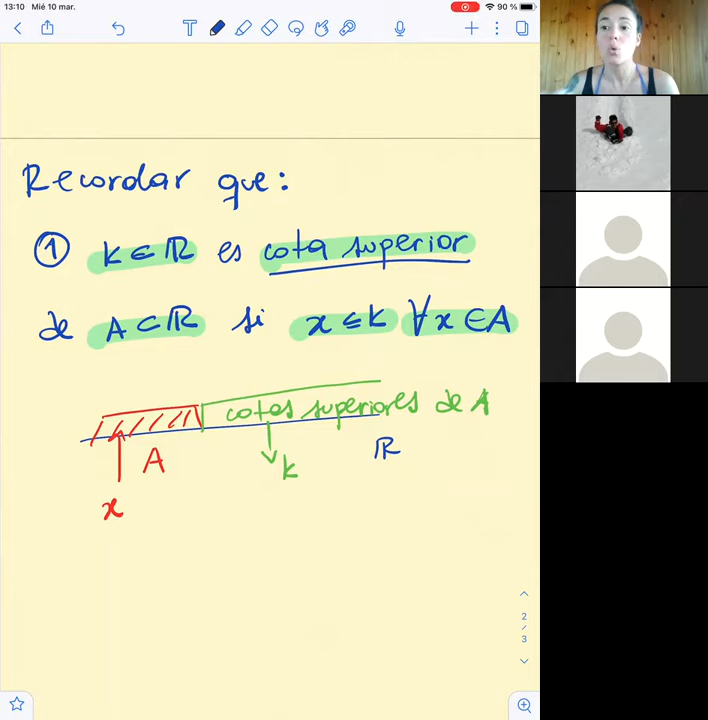 13:10 Mié 10 mar.
90 %
Recordar que:
① k ∈ ℝ es cota superior
de A ⊂ ℝ si x ≤ k ∀x ∈ A
cotas superiores de A
A
k
ℝ
x
2
/
3